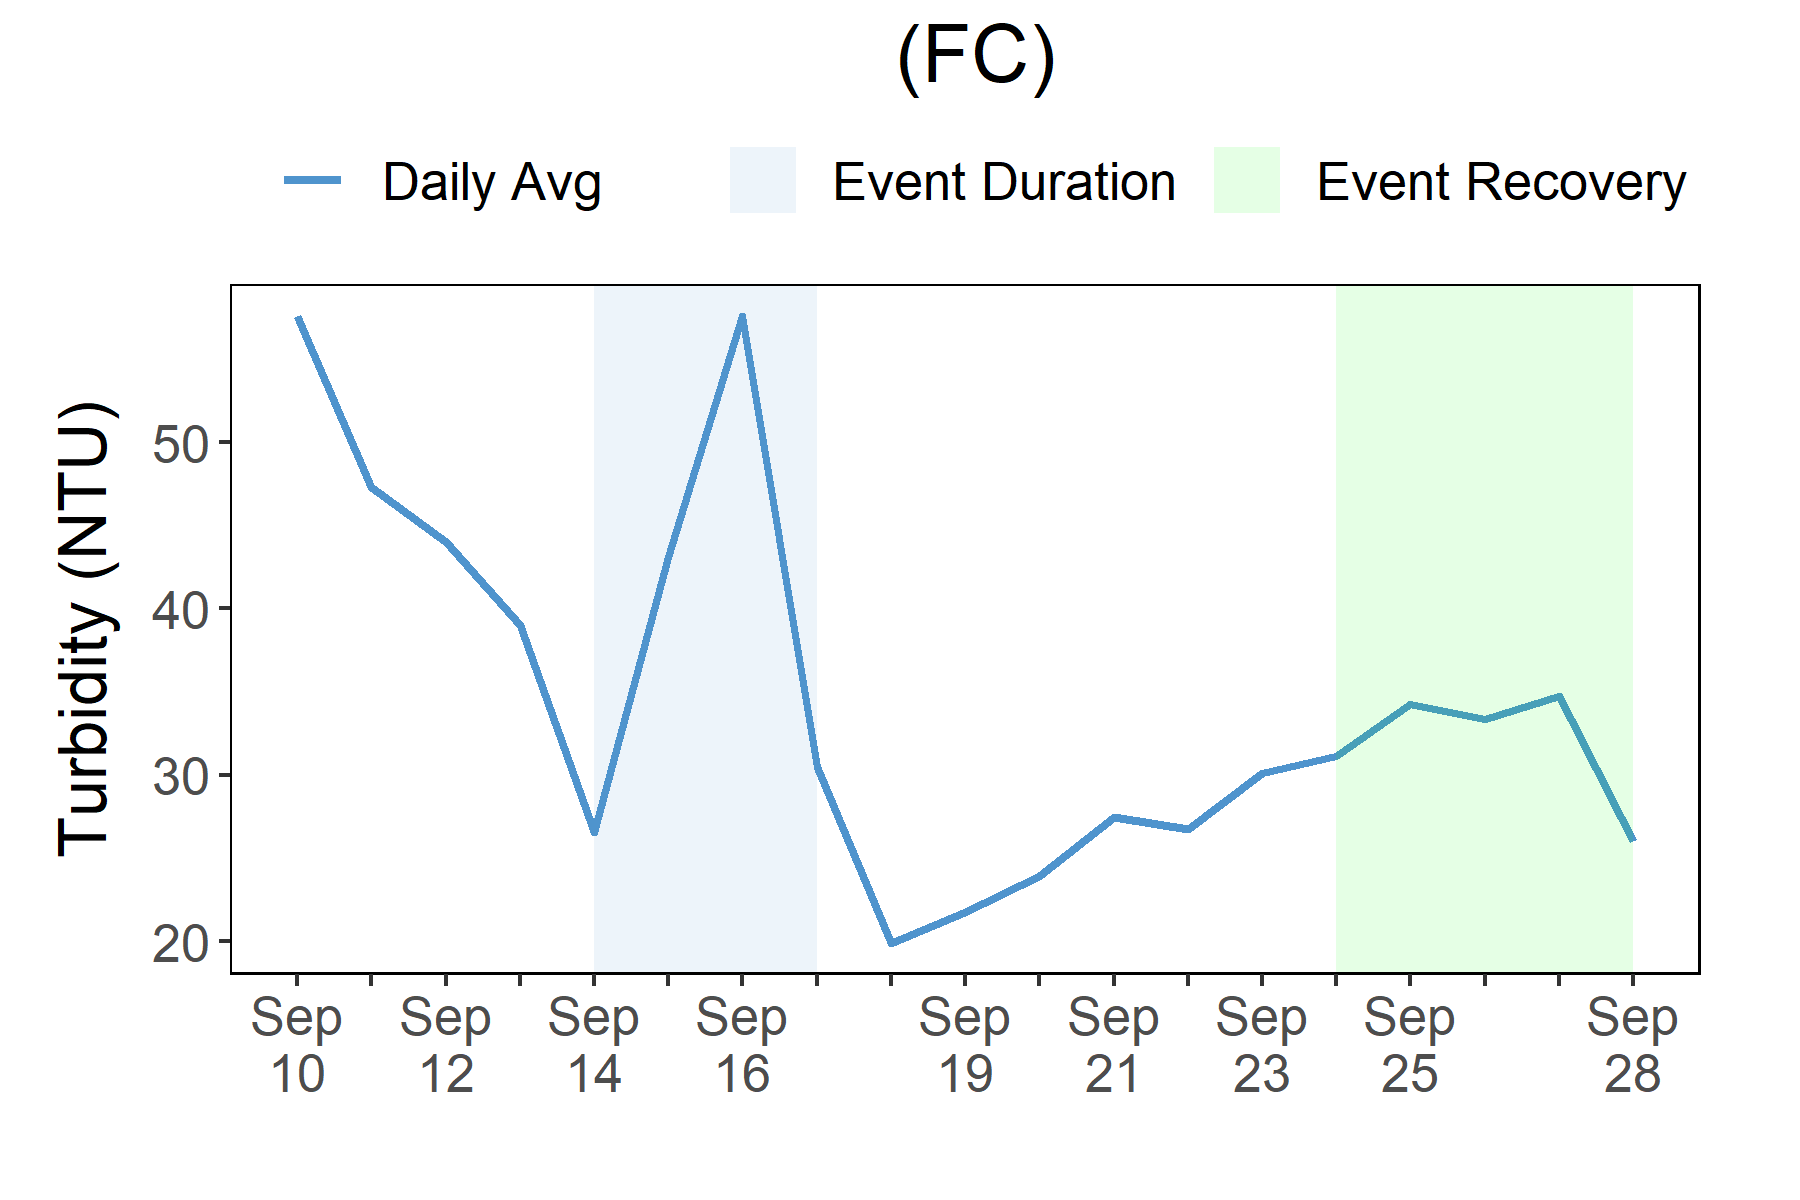 (FC)
Daily Avg Event Duration Event Recovery
Turbidity (NTU)
50
40
30
20
Sep Sep Sep Sep Sep Sep Sep Sep Sep
10 12 14 16 19 21 23 25 28